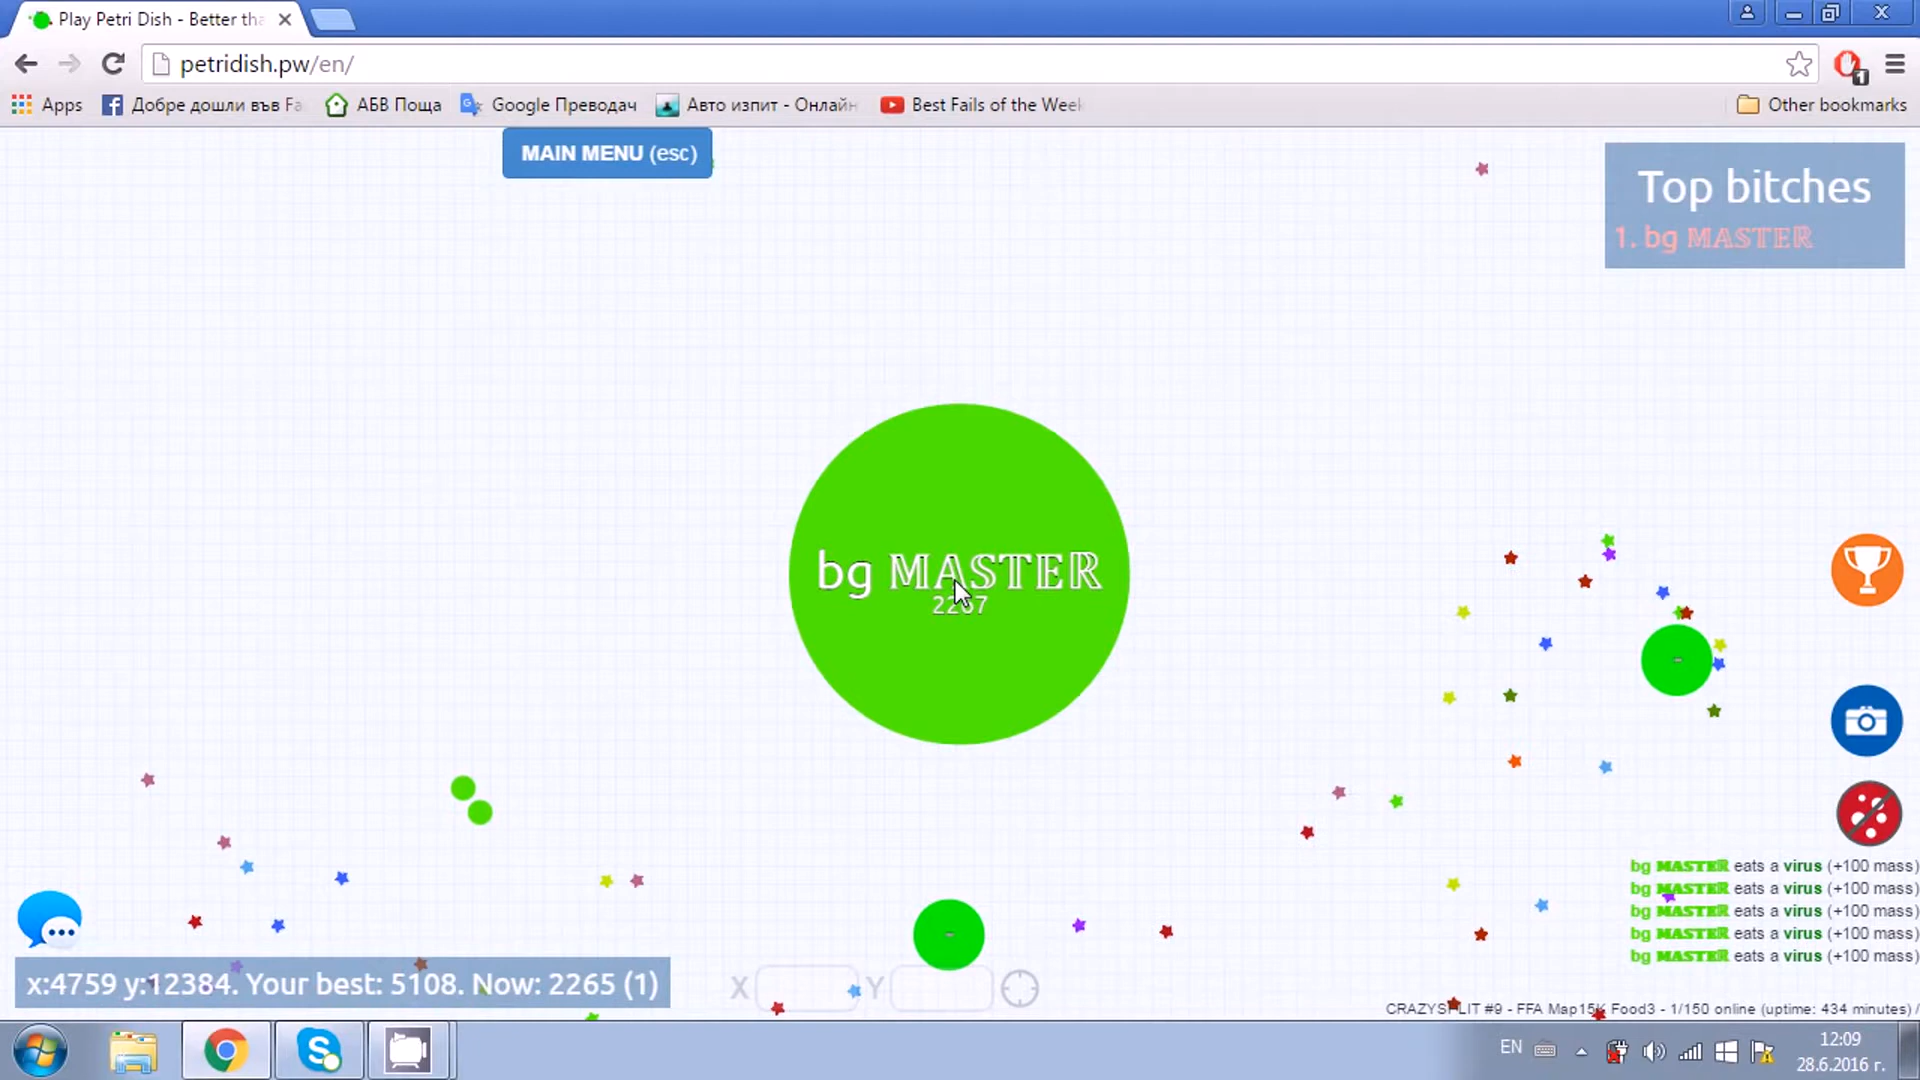 Play Petri Dish - Better tha
petridish.pw/en/
Apps
Добре дошли във Fa
АБВ Поща
Google Преводач
Авто изпит - Онлайн
Best Fails of the Week
Other bookmarks
MAIN MENU (esc)
Top bitches
1. bg 𝕄𝔸𝕊𝕋𝔼ℝ
bg 𝕄𝔸𝕊𝕋𝔼ℝ
bg 𝕄𝔸𝕊𝕋𝔼ℝ eats a virus (+100 mass)
bg 𝕄𝔸𝕊𝕋𝔼ℝ eats a virus (+100 mass)
bg 𝕄𝔸𝕊𝕋𝔼ℝ eats a virus (+100 mass)
bg 𝕄𝔸𝕊𝕋𝔼ℝ eats a virus (+100 mass)
bg 𝕄𝔸𝕊𝕋𝔼ℝ eats a virus (+100 mass)
x:4759 y:12384. Your best: 5108. Now: 2265 (1)
X Y
CRAZYSPLIT #9 - FFA Map15K Food3 - 1/150 online (uptime: 434 minutes) /
EN
12:09
28.6.2016 г.